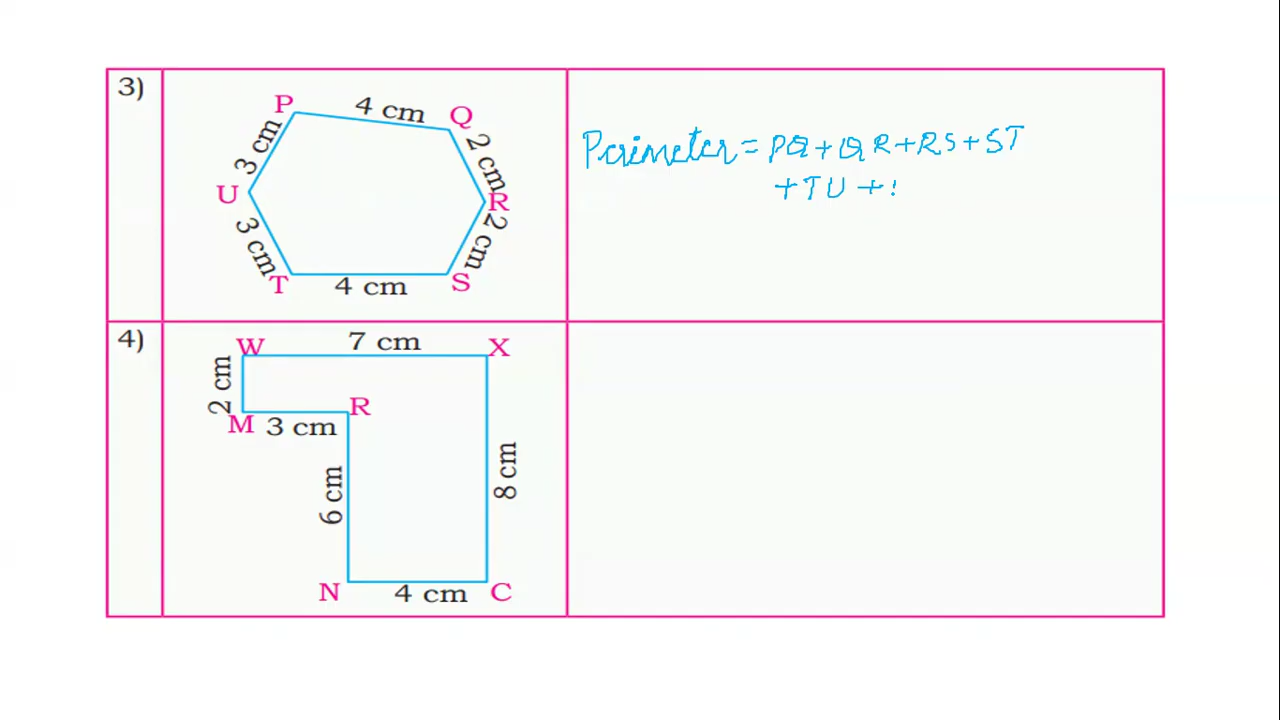 3)
P
4 cm
Q
3 cm
2 cm
U
R
3 cm
2 cm
T
4 cm
S
Perimeter = PQ + QR + RS + ST
+ TU +
4)
W
7 cm
X
2 cm
M
3 cm
R
6 cm
8 cm
N
4 cm
C